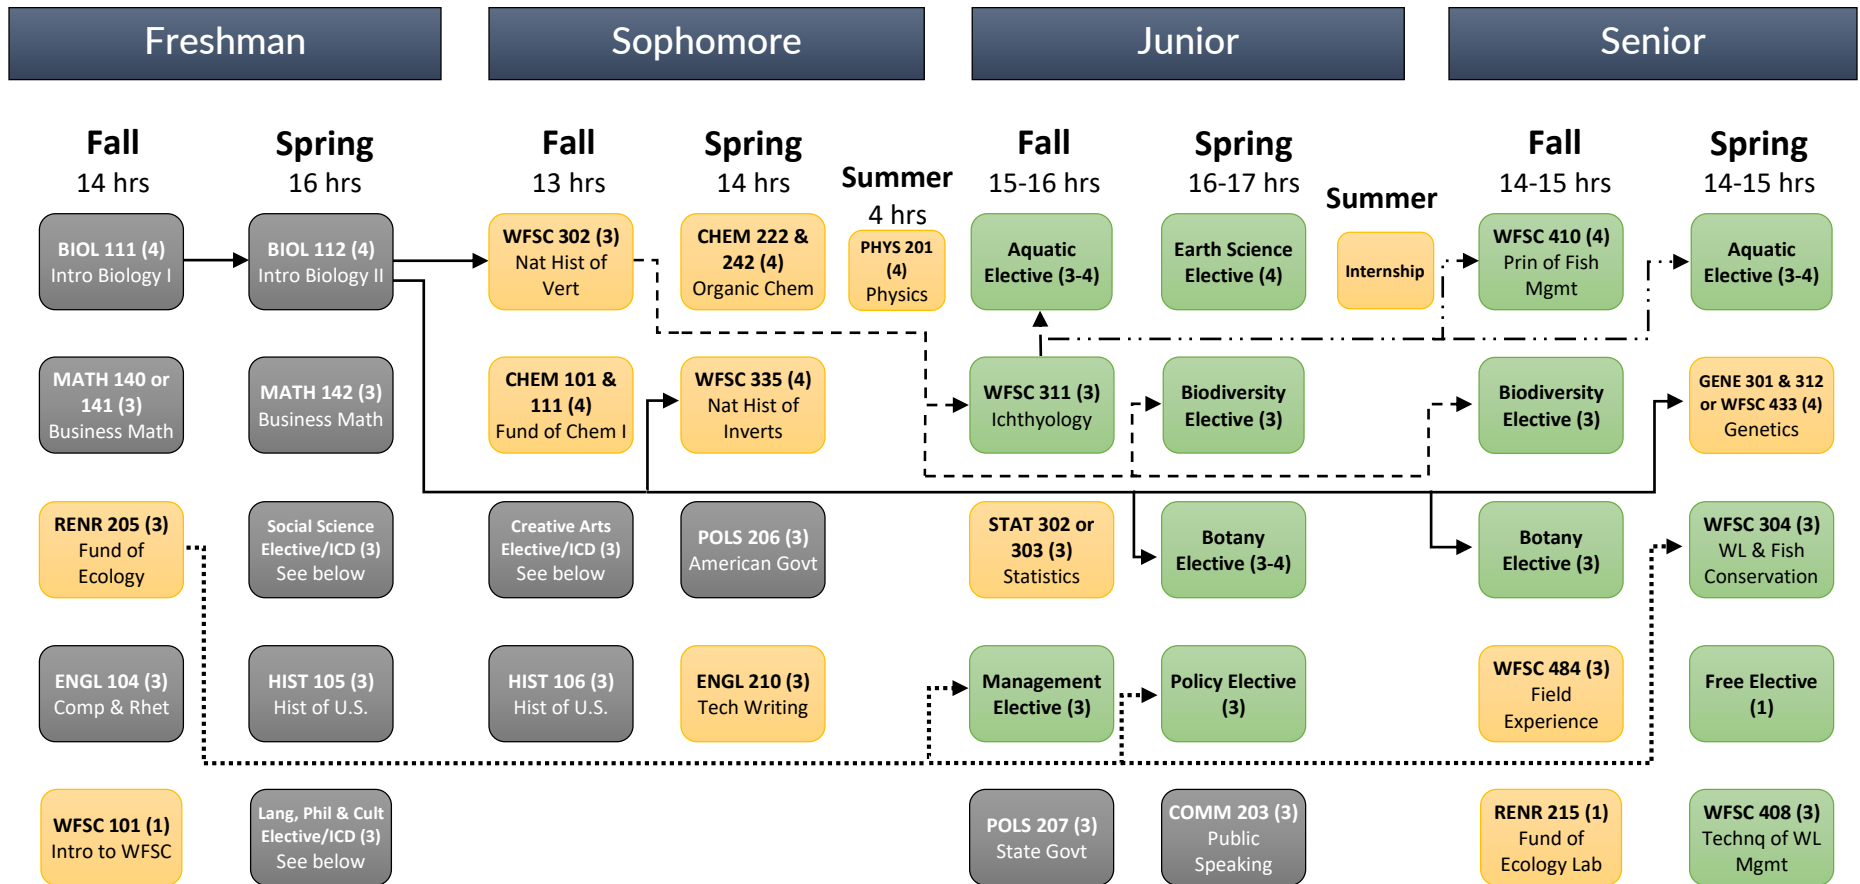 Freshman
Sophomore
Junior
Senior
Fall
14 hrs
Spring
16 hrs
Fall
13 hrs
Spring
14 hrs
Summer
4 hrs
Fall
15-16 hrs
Spring
16-17 hrs
Summer
Fall
14-15 hrs
Spring
14-15 hrs
BIOL 111 (4)
Intro Biology I
BIOL 112 (4)
Intro Biology II
WFSC 302 (3)
Nat Hist of
Vert
CHEM 222 &
242 (4)
Organic Chem
PHYS 201
(4)
Physics
Aquatic
Elective (3-4)
Earth Science
Elective (4)
Internship
WFSC 410 (4)
Prin of Fish
Mgmt
Aquatic
Elective (3-4)
MATH 140 or
141 (3)
Business Math
MATH 142 (3)
Business Math
CHEM 101 &
111 (4)
Fund of Chem I
WFSC 335 (4)
Nat Hist of
Inverts
WFSC 311 (3)
Ichthyology
Biodiversity
Elective (3)
Biodiversity
Elective (3)
GENE 301 & 312
or WFSC 433 (4)
Genetics
RENR 205 (3)
Fund of
Ecology
Social Science
Elective/ICD (3)
See below
Creative Arts
Elective/ICD (3)
See below
POLS 206 (3)
American Govt
STAT 302 or
303 (3)
Statistics
Botany
Elective (3-4)
Botany
Elective (3)
WFSC 304 (3)
WL & Fish
Conservation
ENGL 104 (3)
Comp & Rhet
HIST 105 (3)
Hist of U.S.
HIST 106 (3)
Hist of U.S.
ENGL 210 (3)
Tech Writing
Management
Elective (3)
Policy Elective
(3)
WFSC 484 (3)
Field
Experience
Free Elective
(1)
WFSC 101 (1)
Intro to WFSC
Lang, Phil & Cult
Elective/ICD (3)
See below
POLS 207 (3)
State Govt
COMM 203 (3)
Public
Speaking
RENR 215 (1)
Fund of
Ecology Lab
WFSC 408 (3)
Technq of WL
Mgmt